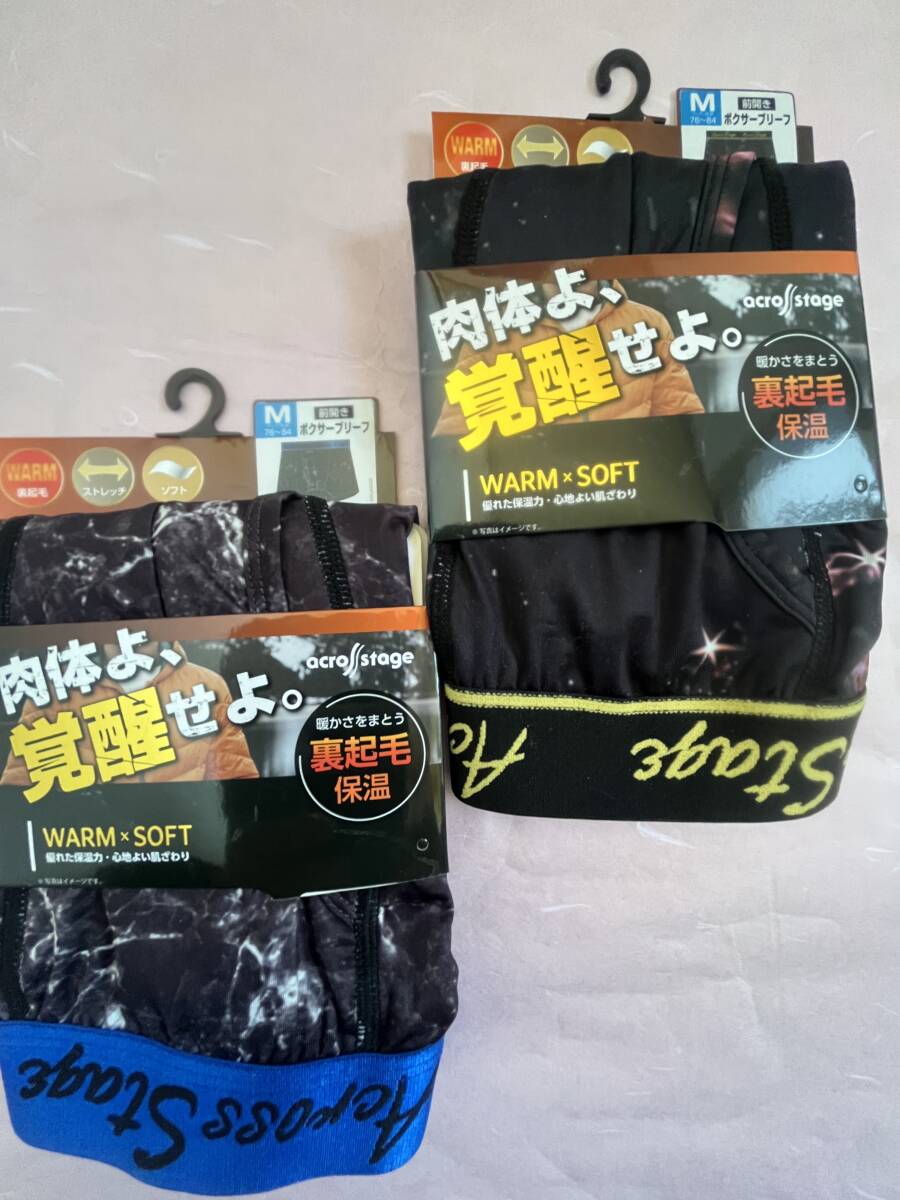 WARM
裏起毛
M
76~84
前開き
ボクサーブリーフ
肉体よ、
覚醒せよ。
acrosstage
暖かさをまとう
裏起毛
保温
WARM×SOFT
優れた保温力・心地よい肌ざわり
※写真はイメージです。
Stage
Ac
WARM
裏起毛
ストレッチ
ソフト
M
76~84
前開き
ボクサーブリーフ
肉体よ、
覚醒せよ。
acrosstage
暖かさをまとう
裏起毛
保温
WARM×SOFT
優れた保温力・心地よい肌ざわり
※写真はイメージです。
Across Stage